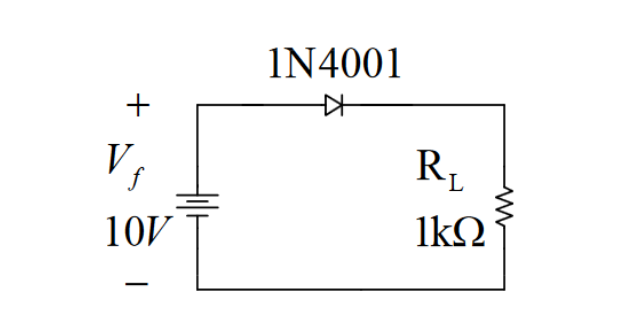 1N4001
+
V_f
10V
−
R_L
1kΩ